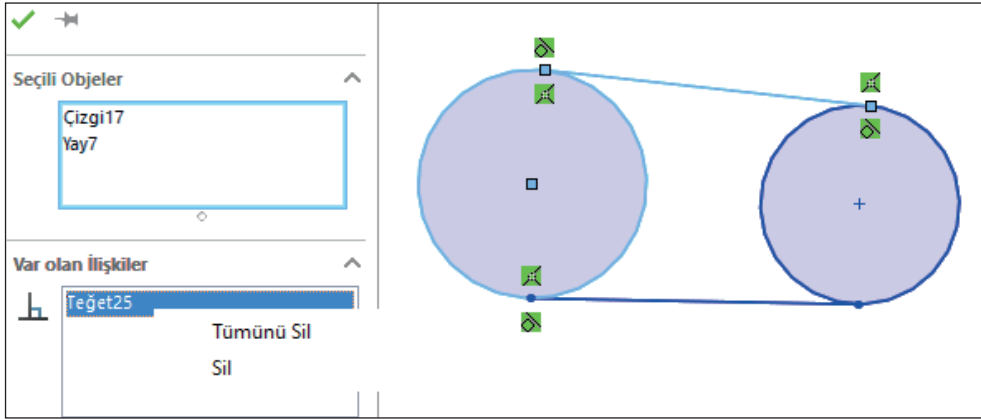 Seçili Objeler
Çizgi17
Yay7
Var olan İlişkiler
Teğet25
Tümünü Sil
Sil